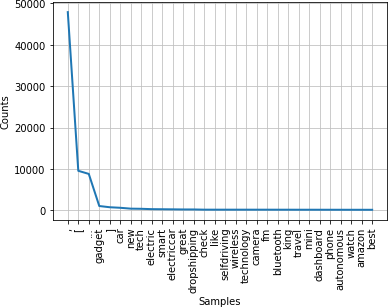 50000
40000
30000
20000
10000
0
Counts
'
[
gadget
]
car
new
tech
electric
smart
electriccar
great
dropshipping
check
like
selfdriving
wireless
technology
camera
fm
bluetooth
king
travel
mini
dashboard
phone
autonomous
watch
amazon
best
Samples